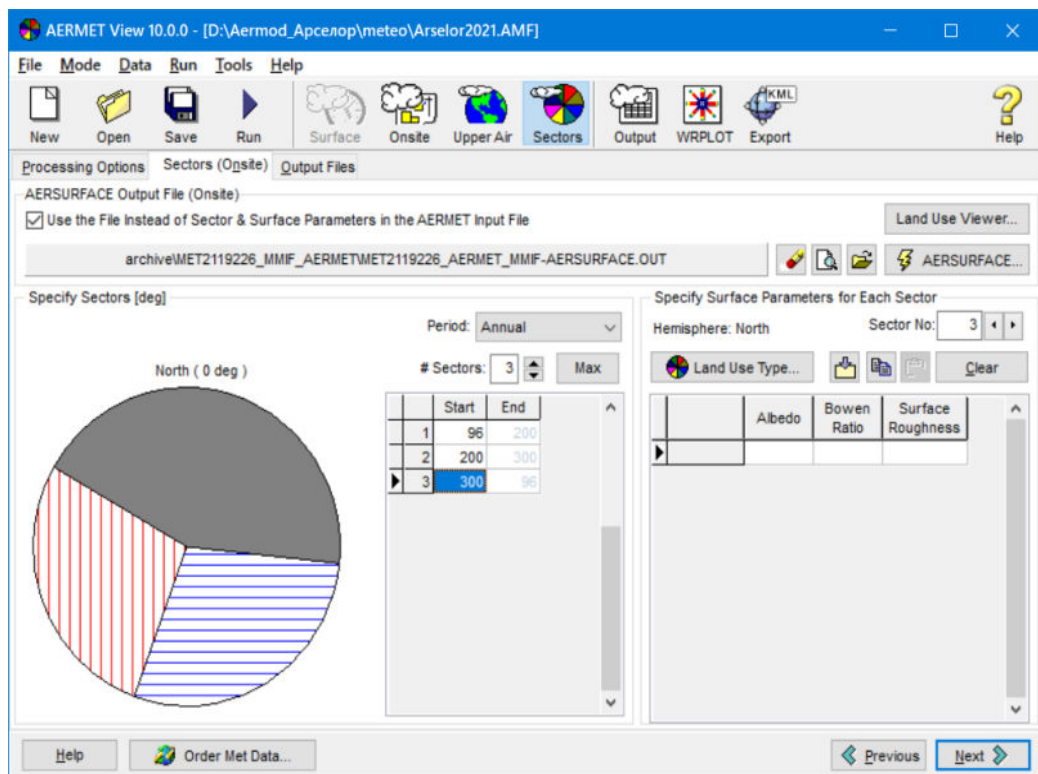 AERMET View 10.0.0 - [D:\Aermod_Арселор\meteo\Arselor2021.AMF]
File Mode Data Run Tools Help
New Open Save Run Surface Onsite Upper Air Sectors Output WRPLOT KML Export Help
Processing Options Sectors (Onsite) Output Files
AERSURFACE Output File (Onsite)
Use the File Instead of Sector & Surface Parameters in the AERMET Input File Land Use Viewer...
archive\MET2119226_MMIF_AERMET\MET2119226_AERMET_MMIF-AERSURFACE.OUT AERSURFACE...
Specify Sectors [deg] Specify Surface Parameters for Each Sector
Period: Annual Hemisphere: North Sector No: 3
North ( 0 deg ) # Sectors: 3 Max Land Use Type... Clear
Start End Albedo Bowen Ratio Surface Roughness
1 96 200
2 200 300
3 300 96
Help Order Met Data... Previous Next